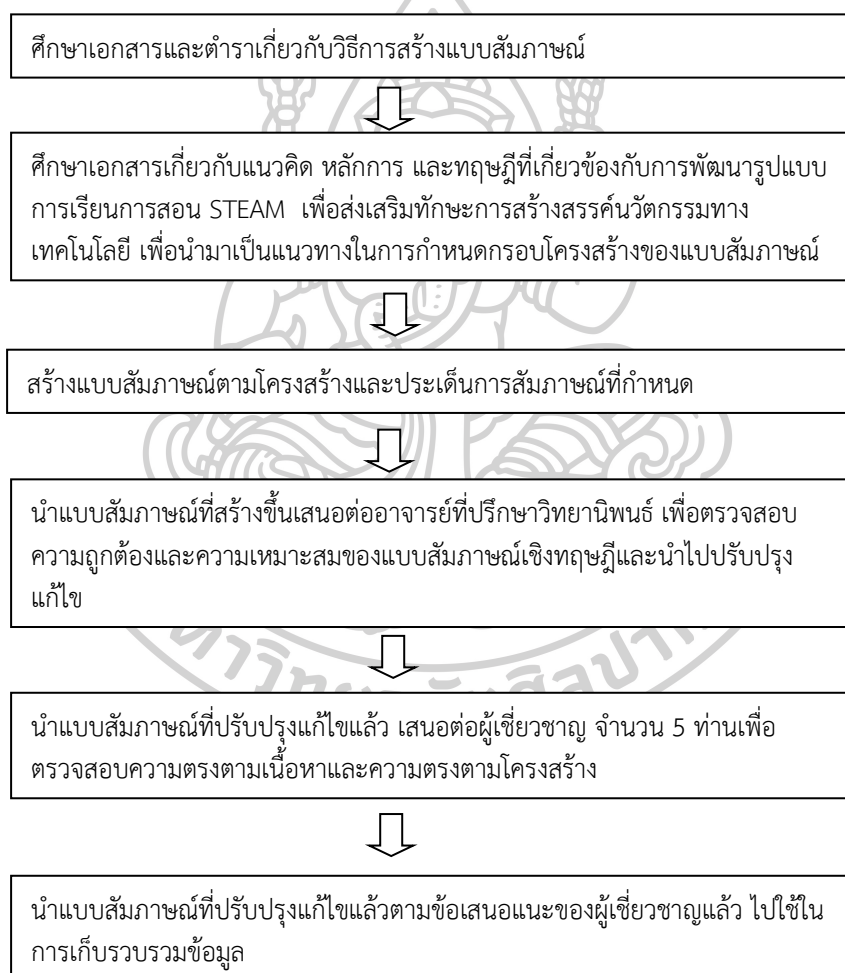 ศึกษาเอกสารและตำราเกี่ยวกับวิธีการสร้างแบบสัมภาษณ์
ศึกษาเอกสารเกี่ยวกับแนวคิด หลักการ และทฤษฎีที่เกี่ยวข้องกับการพัฒนารูปแบบ
การเรียนการสอน STEAM เพื่อส่งเสริมทักษะการสร้างสรรค์นวัตกรรมทาง
เทคโนโลยี เพื่อนำมาเป็นแนวทางในการกำหนดกรอบโครงสร้างของแบบสัมภาษณ์
สร้างแบบสัมภาษณ์ตามโครงสร้างและประเด็นการสัมภาษณ์ที่กำหนด
นำแบบสัมภาษณ์ที่สร้างขึ้นเสนอต่ออาจารย์ที่ปรึกษาวิทยานิพนธ์ เพื่อตรวจสอบ
ความถูกต้องและความเหมาะสมของแบบสัมภาษณ์เชิงทฤษฎีและนำไปปรับปรุง
แก้ไข
นำแบบสัมภาษณ์ที่ปรับปรุงแก้ไขแล้ว เสนอต่อผู้เชี่ยวชาญ จำนวน 5 ท่านเพื่อ
ตรวจสอบความตรงตามเนื้อหาและความตรงตามโครงสร้าง
นำแบบสัมภาษณ์ที่ปรับปรุงแก้ไขแล้วตามข้อเสนอแนะของผู้เชี่ยวชาญแล้ว ไปใช้ใน
การเก็บรวบรวมข้อมูล